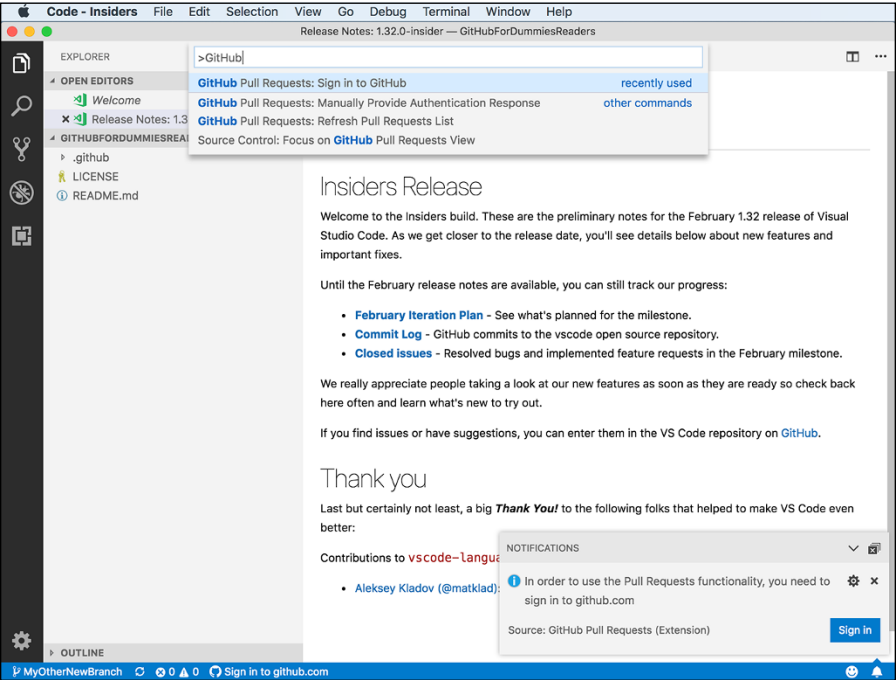 Code - Insiders File Edit Selection View Go Debug Terminal Window Help
Release Notes: 1.32.0-insider — GitHubForDummiesReaders
EXPLORER
OPEN EDITORS
Welcome
Release Notes: 1.3
GITHUBFORDUMMIESREA
.github
LICENSE
README.md
OUTLINE
>GitHub
GitHub Pull Requests: Sign in to GitHub recently used
GitHub Pull Requests: Manually Provide Authentication Response other commands
GitHub Pull Requests: Refresh Pull Requests List
Source Control: Focus on GitHub Pull Requests View
Insiders Release
Welcome to the Insiders build. These are the preliminary notes for the February 1.32 release of Visual
Studio Code. As we get closer to the release date, you'll see details below about new features and
important fixes.
Until the February release notes are available, you can still track our progress:
• February Iteration Plan - See what's planned for the milestone.
• Commit Log - GitHub commits to the vscode open source repository.
• Closed issues - Resolved bugs and implemented feature requests in the February milestone.
We really appreciate people taking a look at our new features as soon as they are ready so check back
here often and learn what's new to try out.
If you find issues or have suggestions, you can enter them in the VS Code repository on GitHub.
Thank you
Last but certainly not least, a big Thank You! to the following folks that helped to make VS Code even
better:
Contributions to vscode-langua
• Aleksey Kladov (@matklad):
NOTIFICATIONS
In order to use the Pull Requests functionality, you need to
sign in to github.com
Source: GitHub Pull Requests (Extension) Sign in
MyOtherNewBranch 0 0 Sign in to github.com